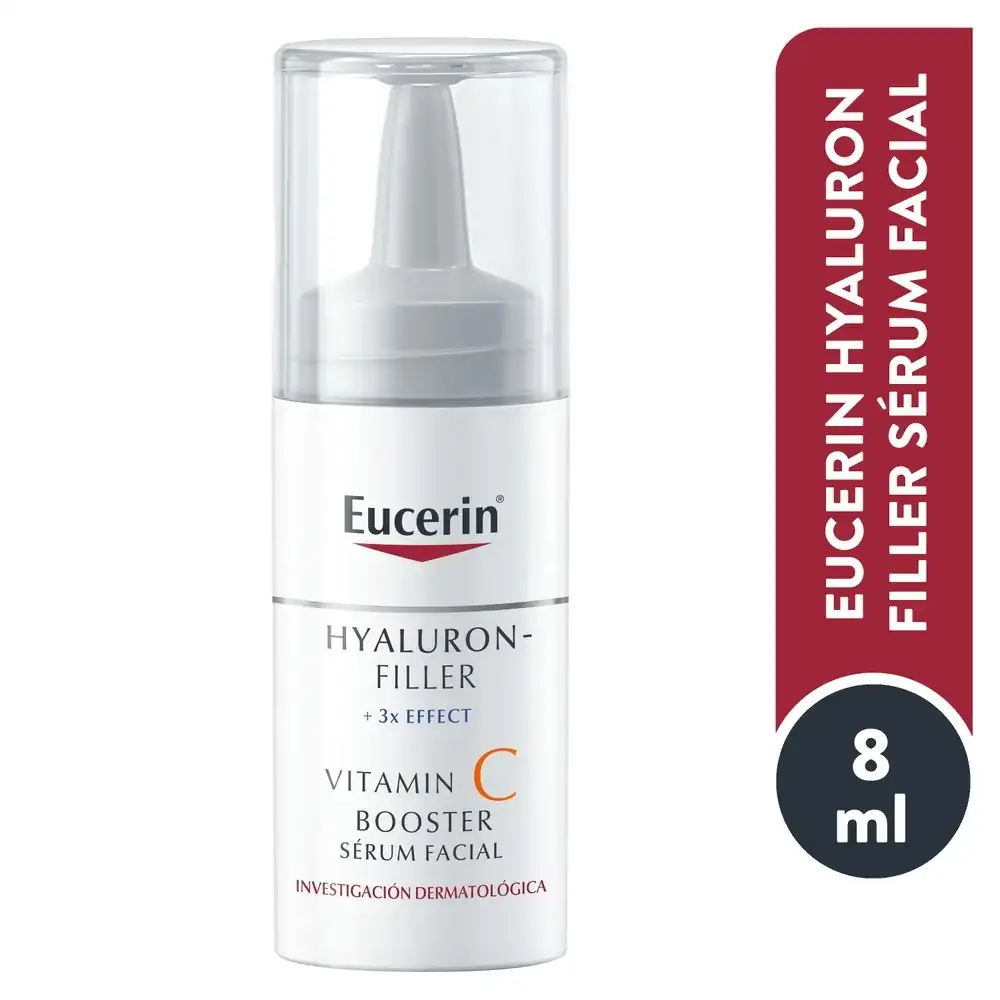 Eucerin®
HYALURON-
FILLER
+ 3x EFFECT
VITAMIN C
BOOSTER
SÉRUM FACIAL
INVESTIGACIÓN DERMATOLÓGICA
EUCERIN HYALURON
FILLER SÉRUM FACIAL
8
ml